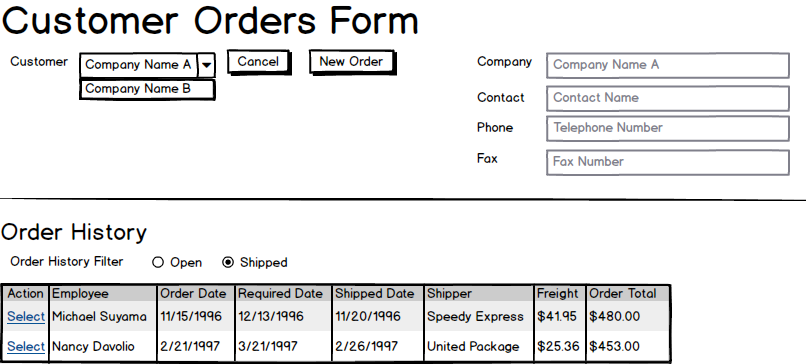 Customer Orders Form
Customer Company Name A Cancel New Order
Company Name B
Company Company Name A
Contact Contact Name
Phone Telephone Number
Fax Fax Number
Order History
Order History Filter Open Shipped
Action Employee Order Date Required Date Shipped Date Shipper Freight Order Total
Select Michael Suyama 11/15/1996 12/13/1996 11/20/1996 Speedy Express $41.95 $480.00
Select Nancy Davolio 2/21/1997 3/21/1997 2/26/1997 United Package $25.36 $453.00